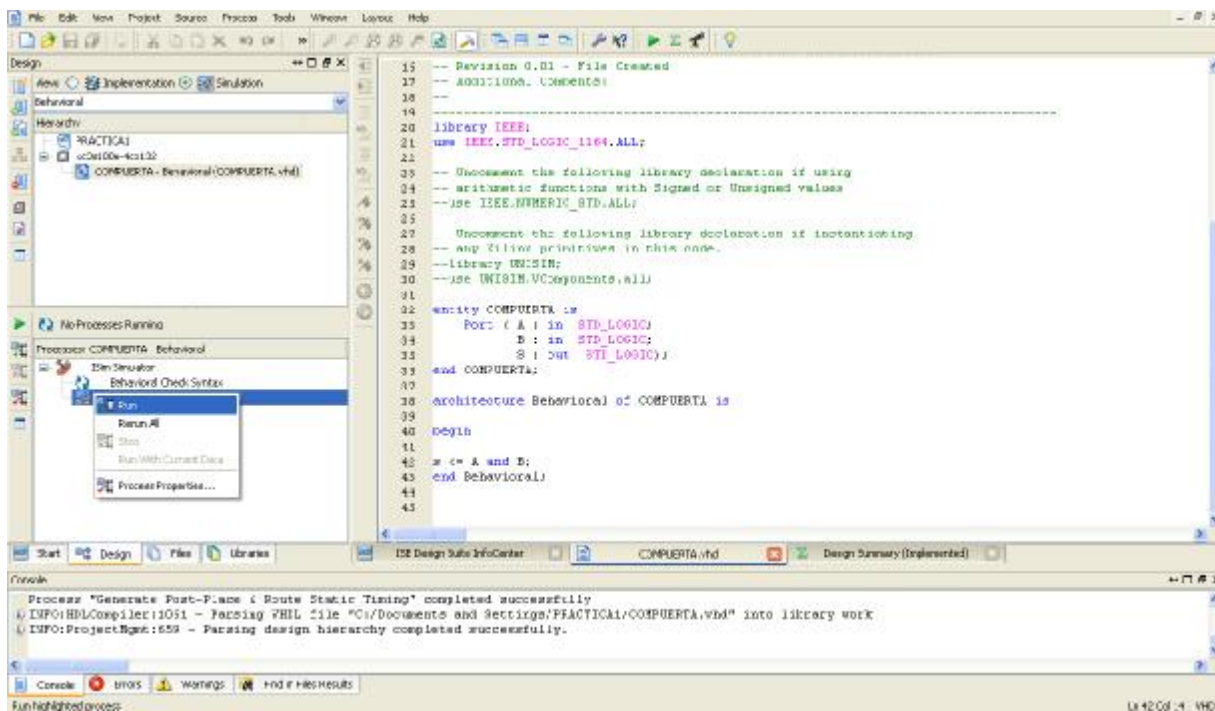 File Edit View Project Source Process Tools Window Layout Help
Design
View: Implementation Simulation
Behavioral
Hierarchy
PRACTICA1
xc3s100e-4cp132
COMPUERTA - Behavioral (COMPUERTA.vhd)
No Processes Running
Processes: COMPUERTA - Behavioral
ISim Simulator
Behavioral Check Syntax
Run
Rerun All
Stop
Run With Current Data
Process Properties...
Start Design Files Libraries
-- Revision 0.01 - File Created
17 -- Additional Comments:
18 --
19 ----------------------------------------------------------------------------------
20 library IEEE;
21 use IEEE.STD_LOGIC_1164.ALL;
22
23 -- Uncomment the following library declaration if using
24 -- arithmetic functions with Signed or Unsigned values
25 --use IEEE.NUMERIC_STD.ALL;
26
27 -- Uncomment the following library declaration if instantiating
28 -- any Xilinx primitives in this code.
29 --library UNISIM;
30 --use UNISIM.VComponents.all;
31
32 entity COMPUERTA is
33 Port ( A : in STD_LOGIC;
34 B : in STD_LOGIC;
35 S : out STD_LOGIC);
36 end COMPUERTA;
37
38 architecture Behavioral of COMPUERTA is
39
40 begin
41
42 s <= A and B;
43 end Behavioral;
44
45
ISE Design Suite InfoCenter COMPUERTA.vhd Design Summary (Implemented)
Console
Process "Generate Post-Place & Route Static Timing" completed successfully
INFO:HDLCompiler:1061 - Parsing VHDL file "C:/Documents and Settings/PRACTICA1/COMPUERTA.vhd" into library work
INFO:ProjectMgmt:659 - Parsing design hierarchy completed successfully.
Console Errors Warnings Find in Files Results
Run highlighted process
Ln 42 Col 4 VHD